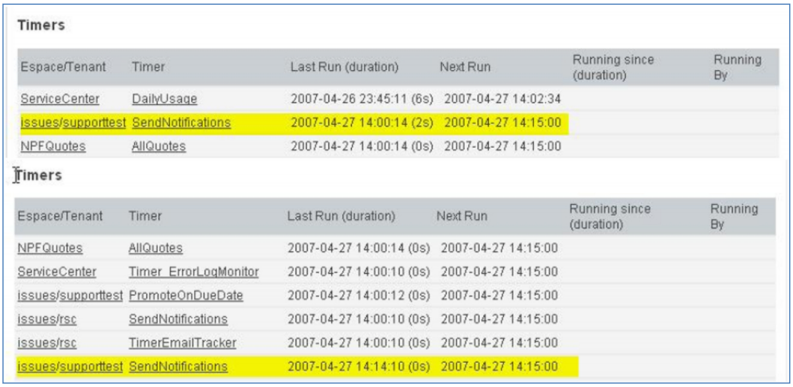 Timers
Espace/Tenant Timer Last Run (duration) Next Run Running since (duration) Running By
ServiceCenter DailyUsage 2007-04-26 23:45:11 (6s) 2007-04-27 14:02:34
issues/supporttest SendNotifications 2007-04-27 14:00:14 (2s) 2007-04-27 14:15:00
NPFQuotes AllQuotes 2007-04-27 14:00:14 (0s) 2007-04-27 14:15:00
Timers
Espace/Tenant Timer Last Run (duration) Next Run Running since (duration) Running By
NPFQuotes AllQuotes 2007-04-27 14:00:14 (0s) 2007-04-27 14:15:00
ServiceCenter Timer_ErrorLogMonitor 2007-04-27 14:00:10 (0s) 2007-04-27 14:15:00
issues/supporttest PromoteOnDueDate 2007-04-27 14:00:12 (0s) 2007-04-27 14:15:00
issues/rsc SendNotifications 2007-04-27 14:00:10 (0s) 2007-04-27 14:15:00
issues/rsc TimerEmailTracker 2007-04-27 14:00:10 (0s) 2007-04-27 14:15:00
issues/supporttest SendNotifications 2007-04-27 14:14:10 (0s) 2007-04-27 14:15:00